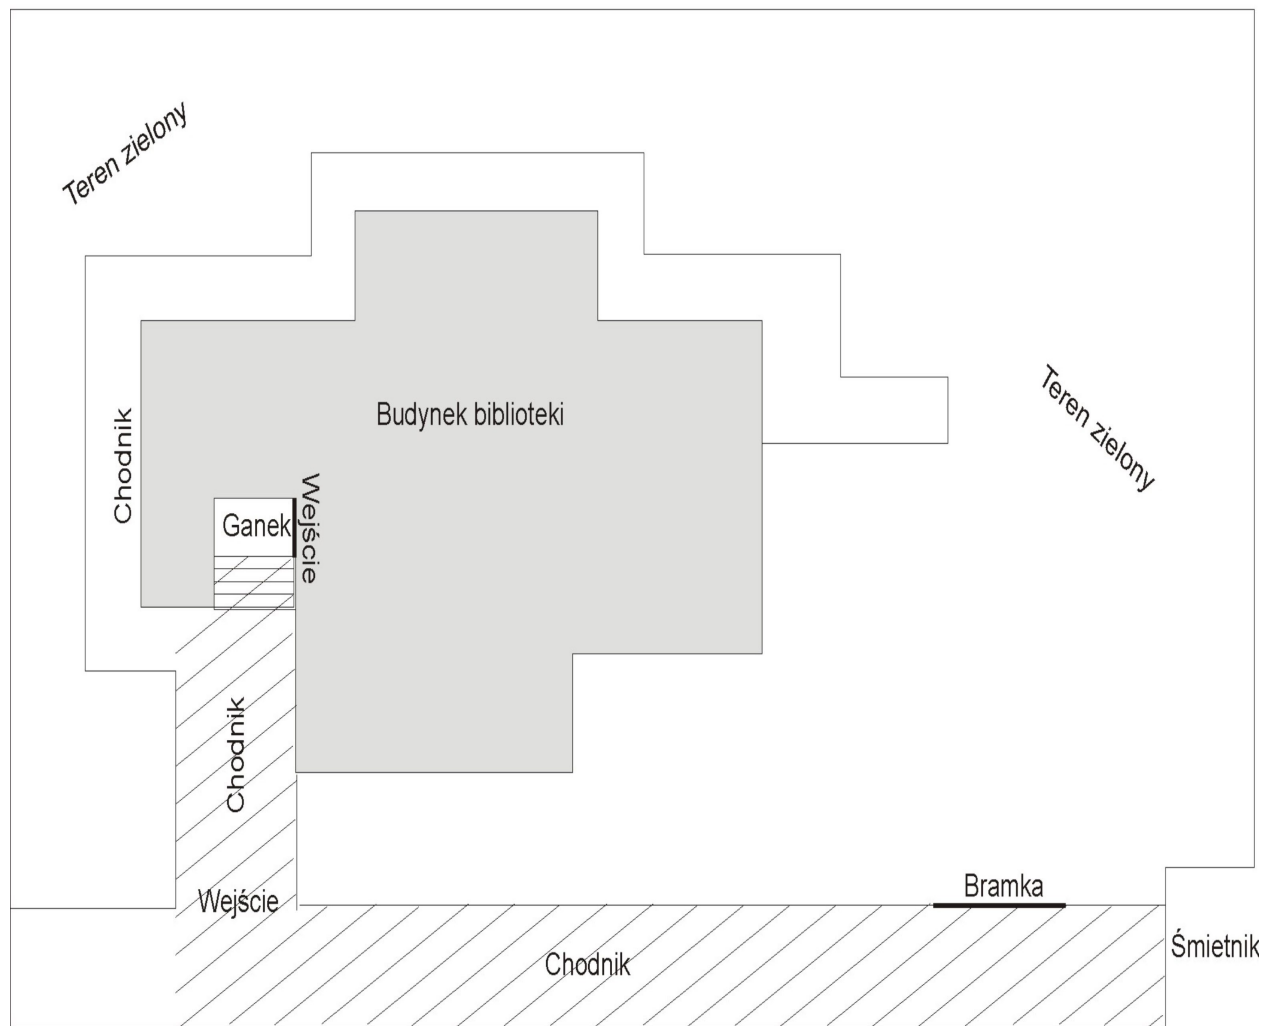 Teren zielony
Teren zielony
Budynek biblioteki
Chodnik
Wejście
Ganek
Chodnik
Wejście
Bramka
Chodnik
Śmietnik